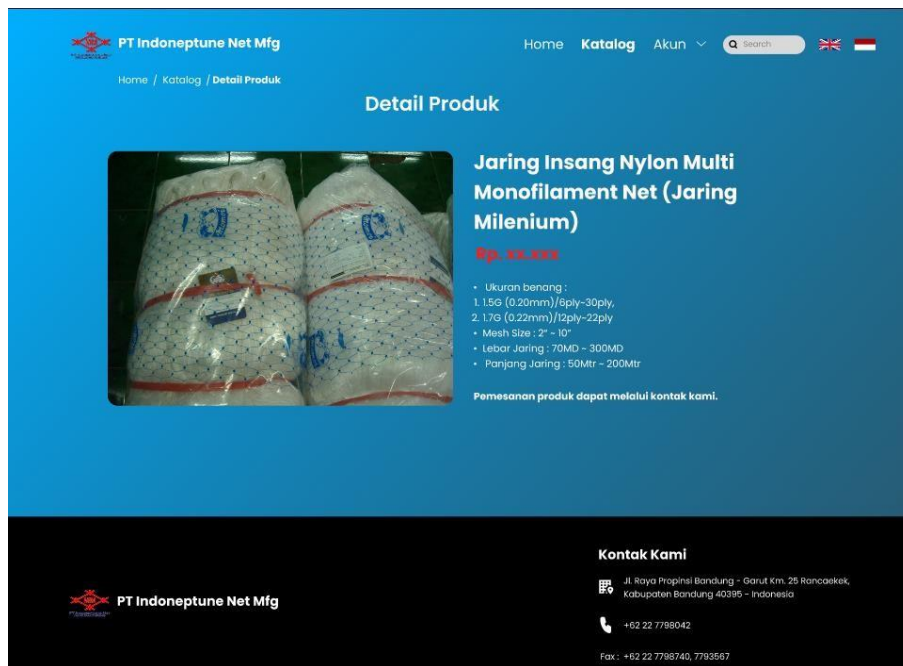 PT Indoneptune Net Mfg
Home Katalog Akun Search
Home / Katalog / Detail Produk
Detail Produk
Jaring Insang Nylon Multi
Monofilament Net (Jaring
Milenium)
Rp. xx.xxx
• Ukuran benang :
1. 1.5G (0.20mm)/6ply~30ply,
2. 1.7G (0.22mm)/12ply~22ply
• Mesh Size : 2" ~ 10"
• Lebar Jaring : 70MD ~ 300MD
• Panjang Jaring : 50Mtr ~ 200Mtr
Pemesanan produk dapat melalui kontak kami.
Kontak Kami
Jl. Raya Propinsi Bandung - Garut Km. 25 Rancaekek,
Kabupaten Bandung 40395 - Indonesia
PT Indoneptune Net Mfg
+62 22 7798042
Fax : +62 22 7798740, 7793567